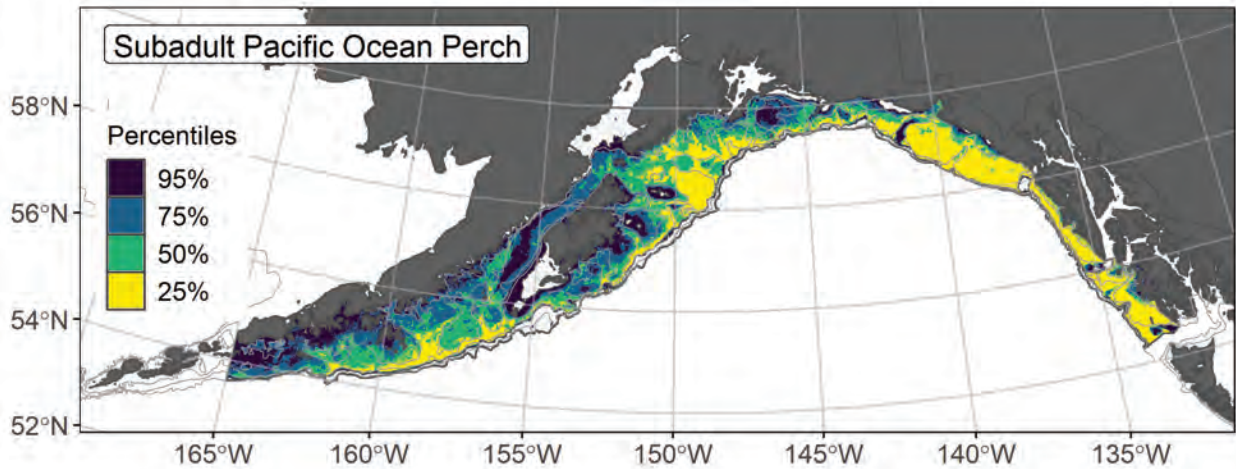 Subadult Pacific Ocean Perch
58°N
56°N
54°N
52°N
Percentiles
95%
75%
50%
25%
165°W
160°W
155°W
150°W
145°W
140°W
135°W